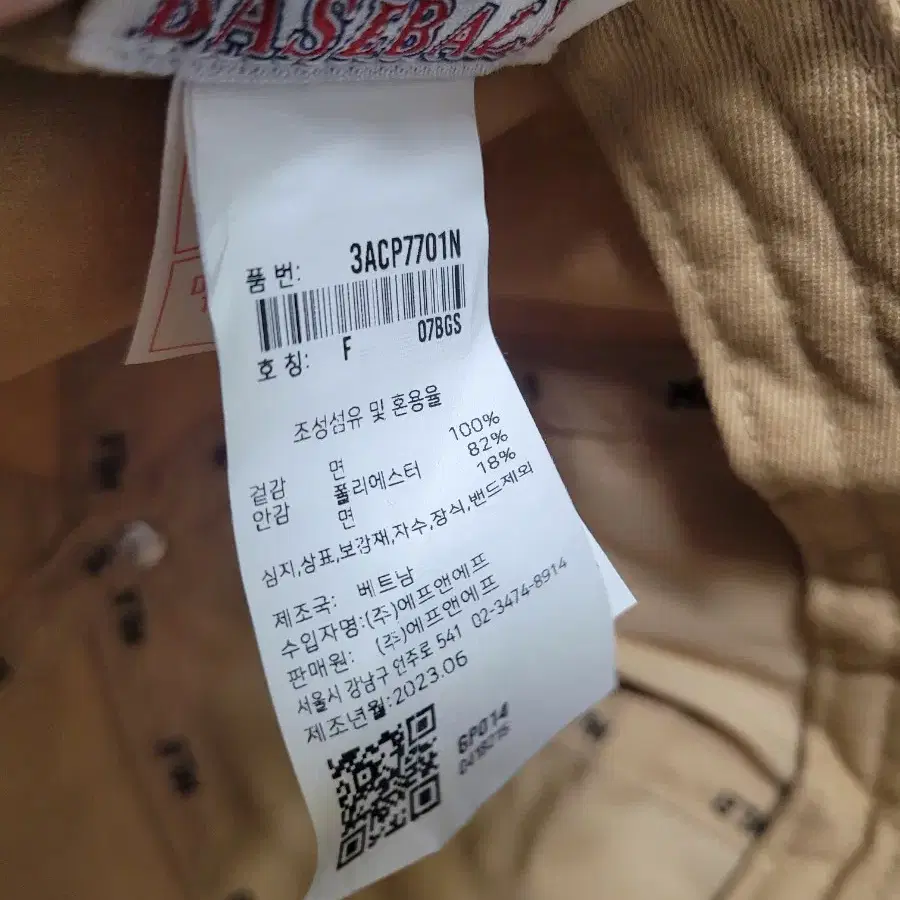 BASEBALL
품 번: 3ACP7701N
07BGS
호 칭: F
조성섬유 및 혼용율
겉감 면 100%
안감 폴리에스터 82%
면 18%
심지,상표,보강재,자수,장식,밴드제외
제조국: 베트남
수입자명:(주)에프앤에프
판매원: (주)에프앤에프
서울시 강남구 언주로 541 02-3474-8914
제조년월:2023.06
6P014
0418215